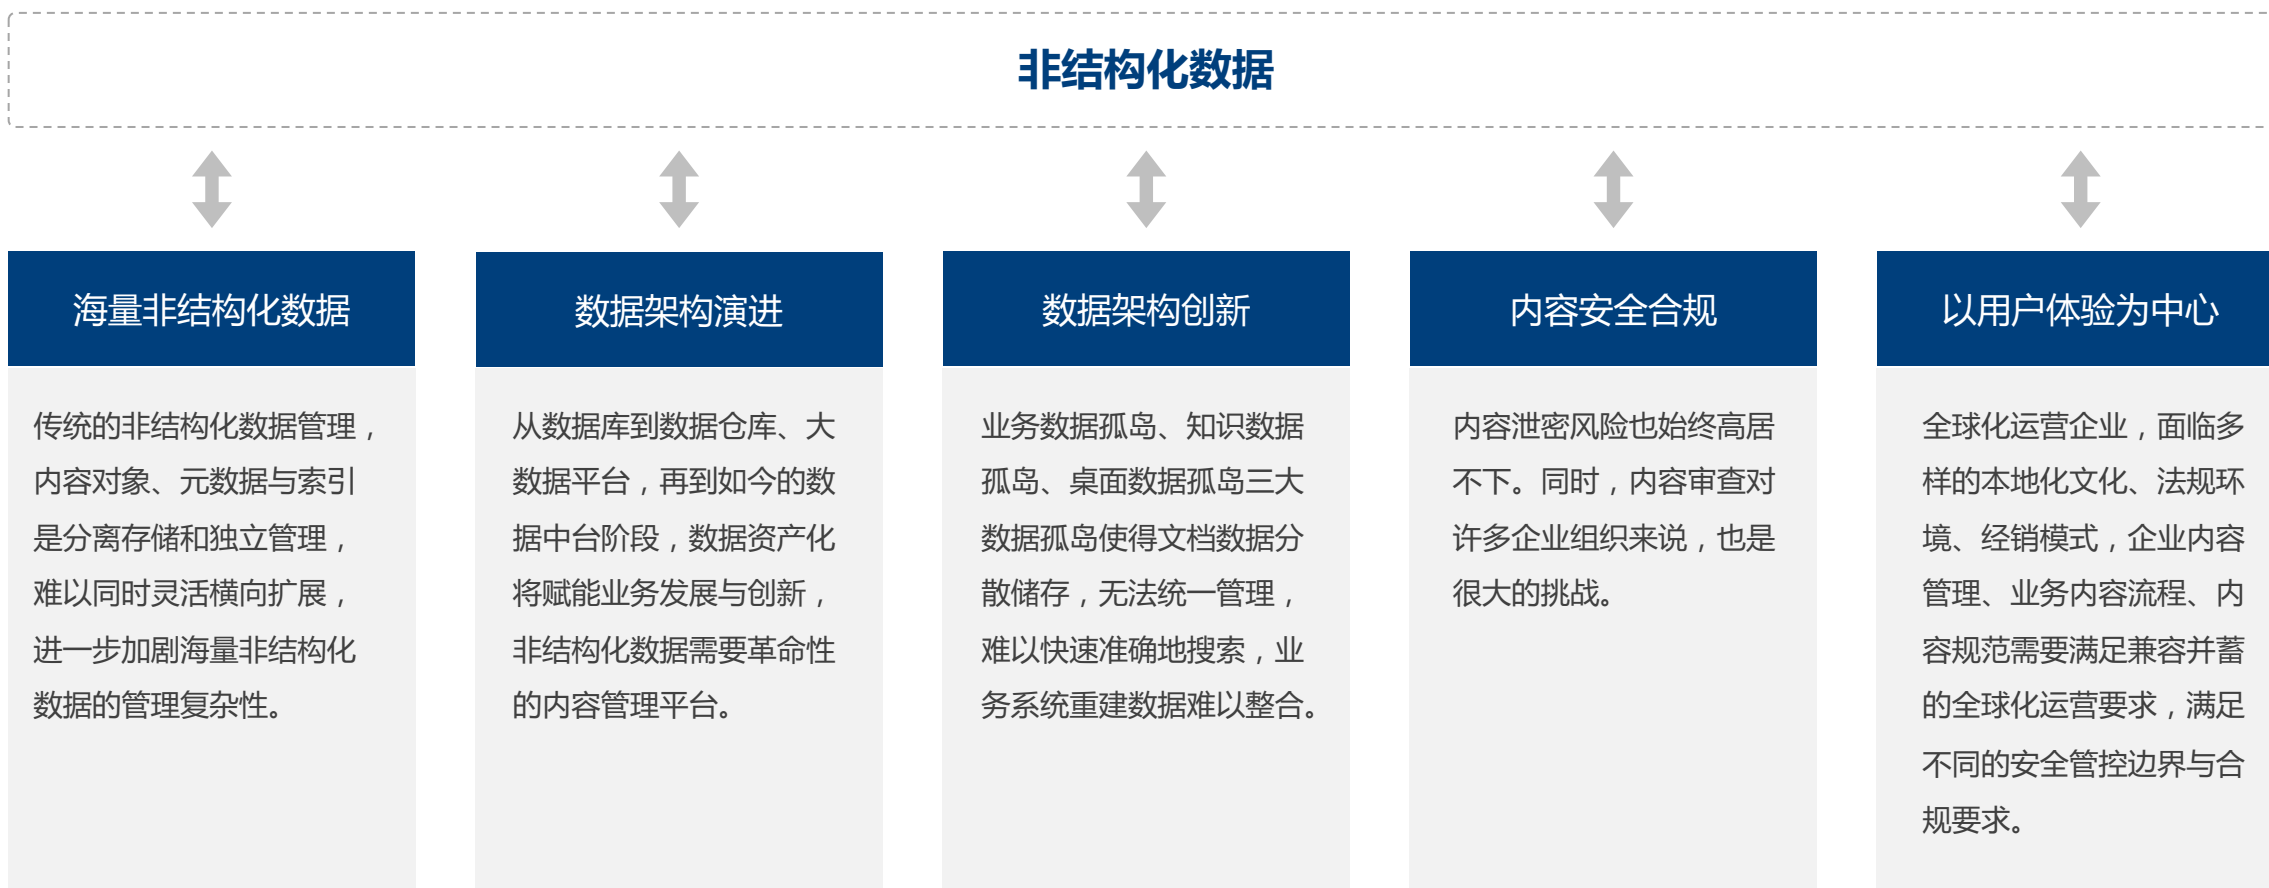 非结构化数据
海量非结构化数据
传统的非结构化数据管理，
内容对象、元数据与索引
是分离存储和独立管理，
难以同时灵活横向扩展，
进一步加剧海量非结构化
数据的管理复杂性。
数据架构演进
从数据库到数据仓库、大
数据平台，再到如今的数
据中台阶段，数据资产化
将赋能业务发展与创新，
非结构化数据需要革命性
的内容管理平台。
数据架构创新
业务数据孤岛、知识数据
孤岛、桌面数据孤岛三大
数据孤岛使得文档数据分
散储存，无法统一管理，
难以快速准确地搜索，业
务系统重建数据难以整合。
内容安全合规
内容泄密风险也始终高居
不下。同时，内容审查对
许多企业组织来说，也是
很大的挑战。
以用户体验为中心
全球化运营企业，面临多
样的本地化文化、法规环
境、经销模式，企业内容
管理、业务内容流程、内
容规范需要满足兼容并蓄
的全球化运营要求，满足
不同的安全管控边界与合
规要求。